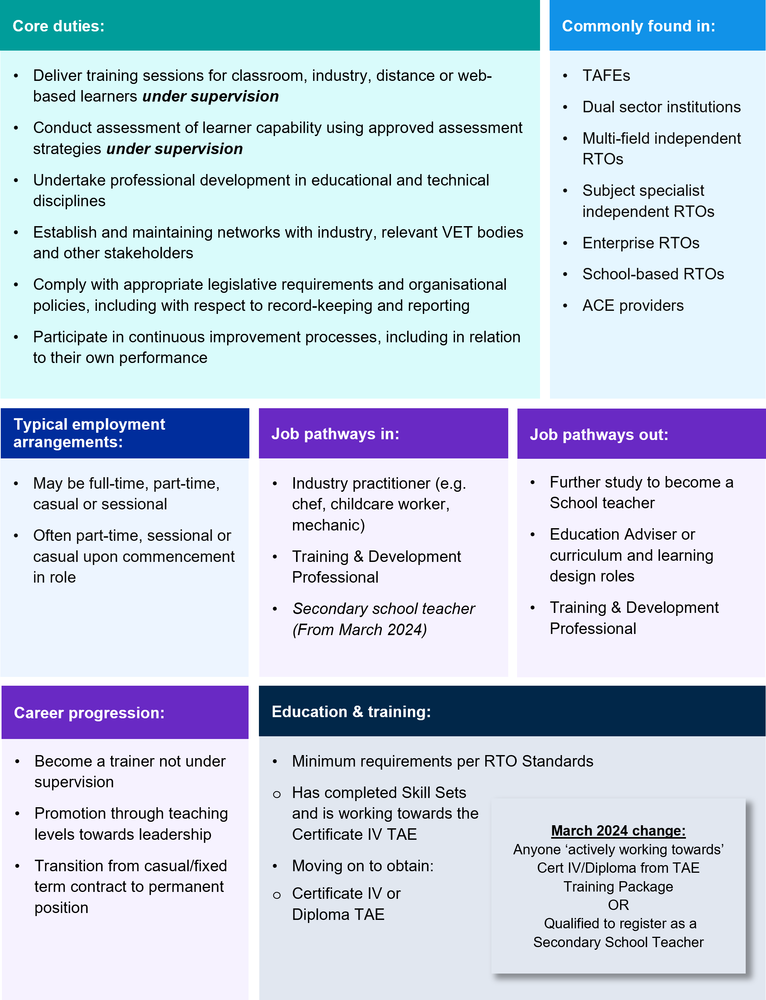 Core duties:
• Deliver training sessions for classroom, industry, distance or web-
based learners under supervision
• Conduct assessment of learner capability using approved assessment
strategies under supervision
• Undertake professional development in educational and technical
disciplines
• Establish and maintaining networks with industry, relevant VET bodies
and other stakeholders
• Comply with appropriate legislative requirements and organisational
policies, including with respect to record-keeping and reporting
• Participate in continuous improvement processes, including in relation
to their own performance
Commonly found in:
• TAFEs
• Dual sector institutions
• Multi-field independent
RTOs
• Subject specialist
independent RTOs
• Enterprise RTOs
• School-based RTOs
• ACE providers
Typical employment
arrangements:
• May be full-time, part-time,
casual or sessional
• Often part-time, sessional or
casual upon commencement
in role
Job pathways in:
• Industry practitioner (e.g.
chef, childcare worker,
mechanic)
• Training & Development
Professional
• Secondary school teacher
(From March 2024)
Job pathways out:
• Further study to become a
School teacher
• Education Adviser or
curriculum and learning
design roles
• Training & Development
Professional
Career progression:
• Become a trainer not under
supervision
• Promotion through teaching
levels towards leadership
• Transition from casual/fixed
term contract to permanent
position
Education & training:
• Minimum requirements per RTO Standards
o Has completed Skill Sets
and is working towards the
Certificate IV TAE
• Moving on to obtain:
o Certificate IV or
Diploma TAE
March 2024 change:
Anyone ‘actively working towards’
Cert IV/Diploma from TAE
Training Package
OR
Qualified to register as a
Secondary School Teacher